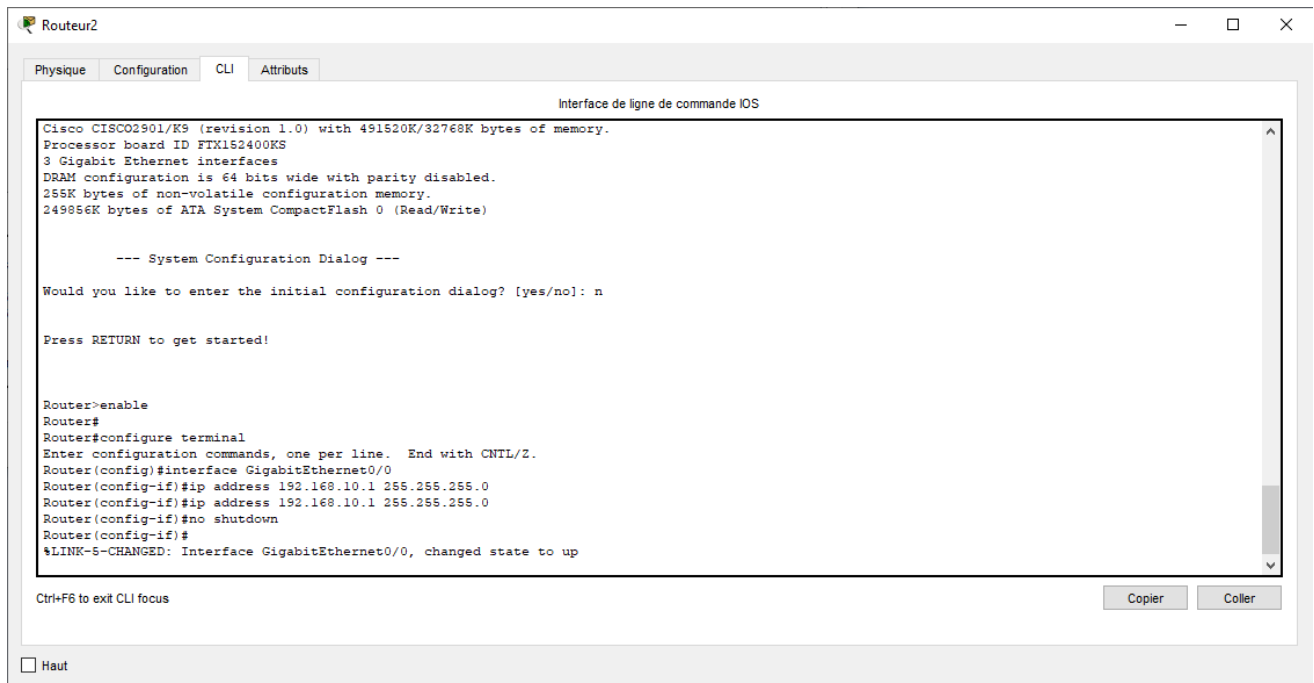 Routeur2
Physique Configuration CLI Attributs
Interface de ligne de commande IOS
Cisco CISCO2901/K9 (revision 1.0) with 491520K/32768K bytes of memory.
Processor board ID FTX152400KS
3 Gigabit Ethernet interfaces
DRAM configuration is 64 bits wide with parity disabled.
255K bytes of non-volatile configuration memory.
249856K bytes of ATA System CompactFlash 0 (Read/Write)
--- System Configuration Dialog ---
Would you like to enter the initial configuration dialog? [yes/no]: n
Press RETURN to get started!
Router>enable
Router#
Router#configure terminal
Enter configuration commands, one per line.  End with CNTL/Z.
Router(config)#interface GigabitEthernet0/0
Router(config-if)#ip address 192.168.10.1 255.255.255.0
Router(config-if)#ip address 192.168.10.1 255.255.255.0
Router(config-if)#no shutdown
Router(config-if)#
%LINK-5-CHANGED: Interface GigabitEthernet0/0, changed state to up
Ctrl+F6 to exit CLI focus
Copier Coller
Haut